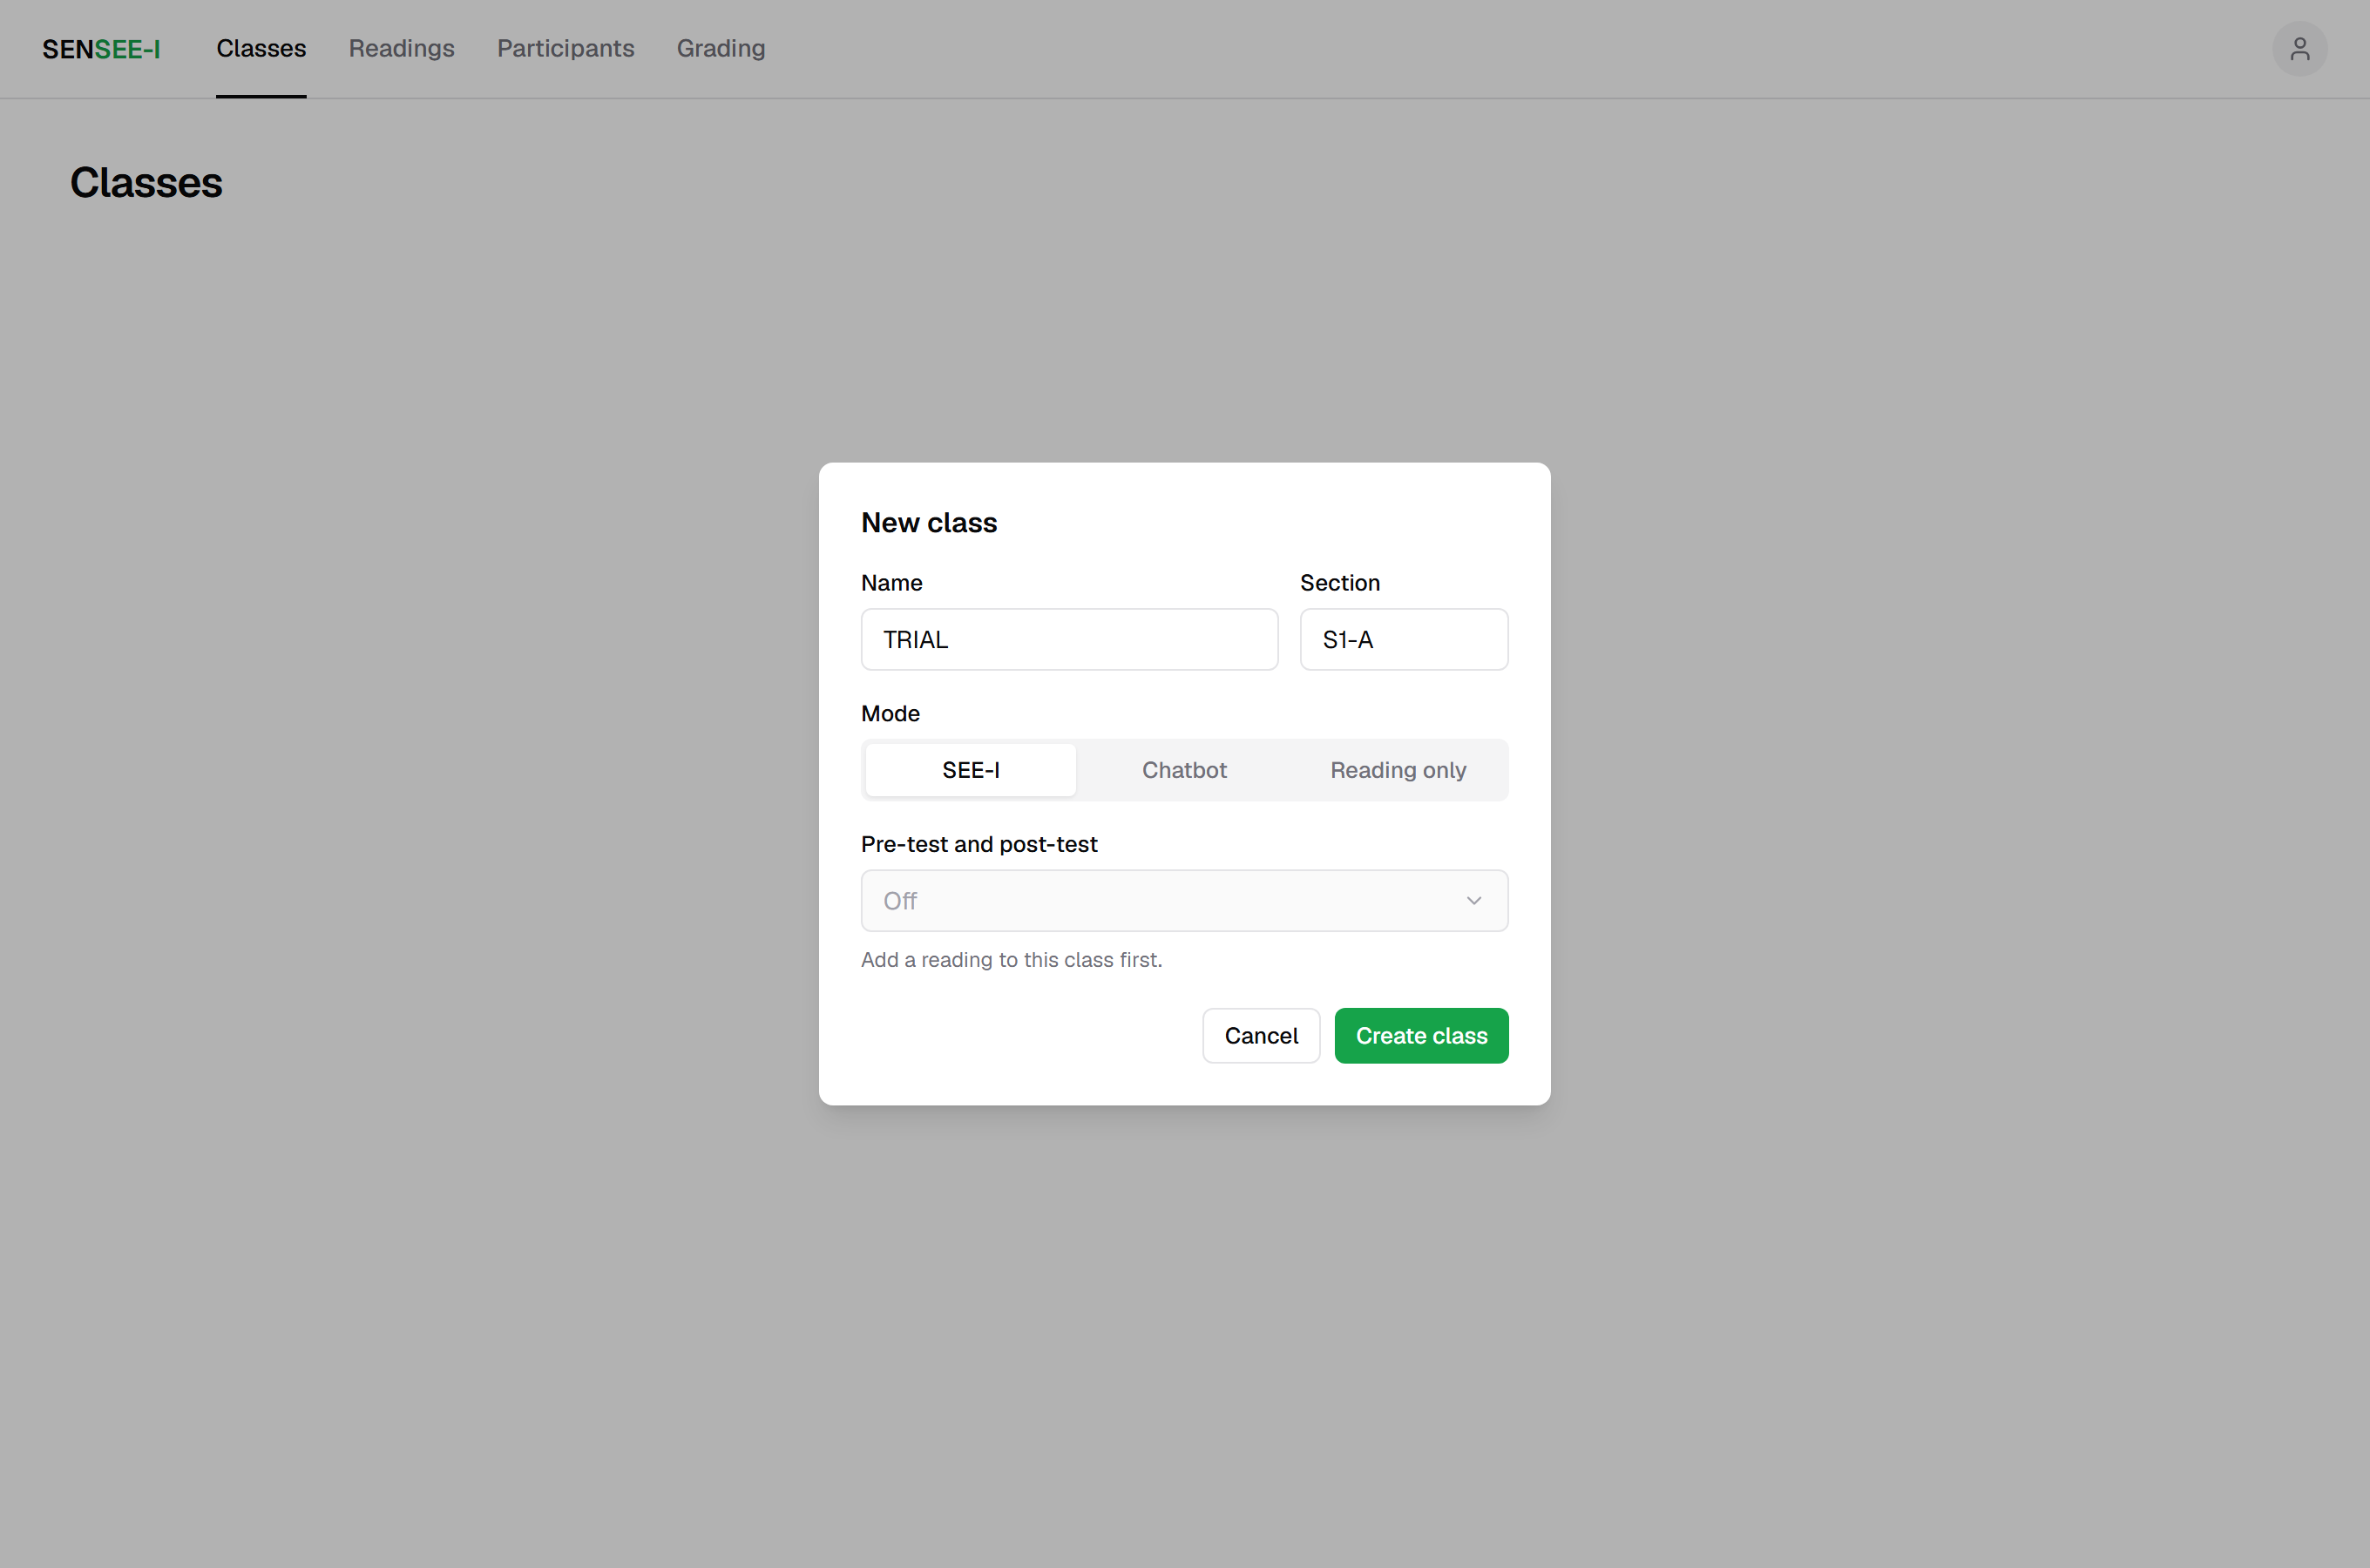 SENSEE-I Classes Readings Participants Grading
Classes
New class
Name Section
TRIAL S1-A
Mode
SEE-I Chatbot Reading only
Pre-test and post-test
Off
Add a reading to this class first.
Cancel Create class